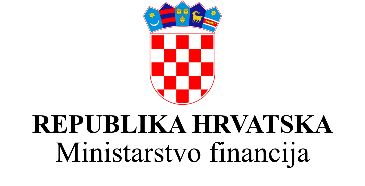 REPUBLIKA HRVATSKA
Ministarstvo financija